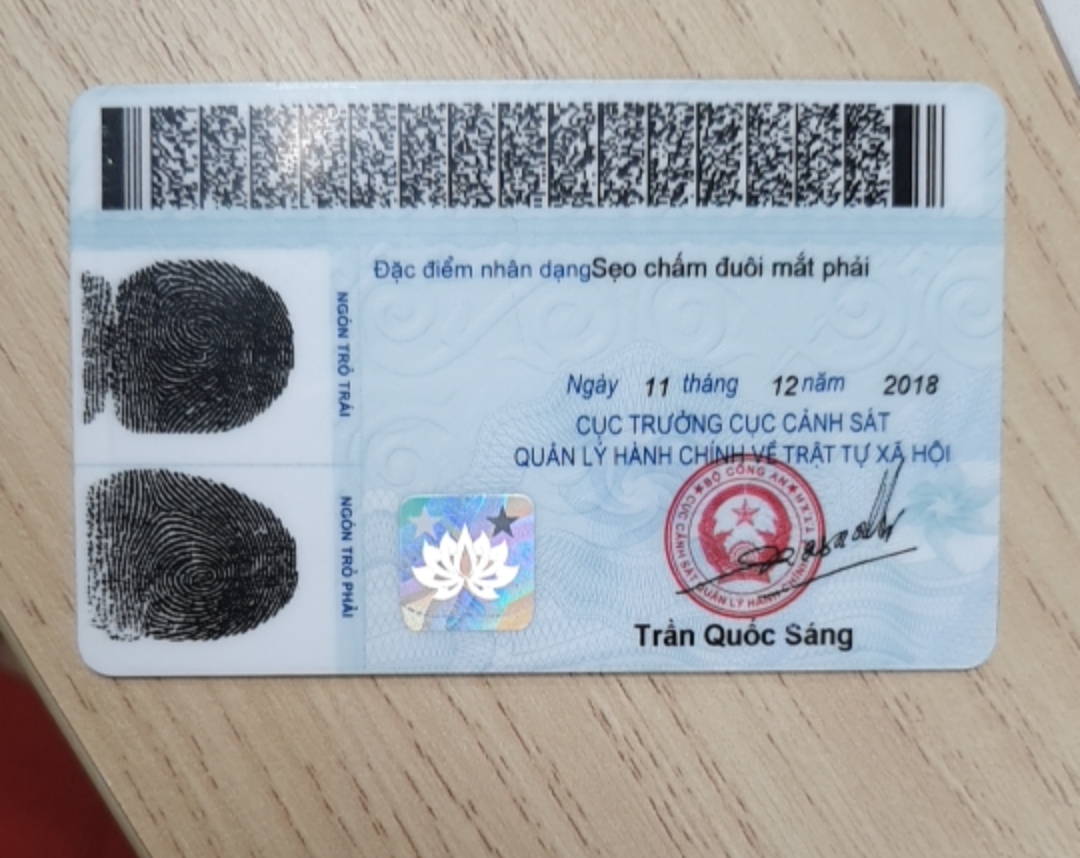 Đặc điểm nhân dạngSẹo chấm đuôi mắt phải
NGÓN TRỎ TRÁI
Ngày 11 tháng 12 năm 2018
CỤC TRƯỞNG CỤC CẢNH SÁT
QUẢN LÝ HÀNH CHÍNH VỀ TRẬT TỰ XÃ HỘI
NGÓN TRỎ PHẢI
BỘ CÔNG AN
CỤC CẢNH SÁT QUẢN LÝ HÀNH CHÍNH
Trần Quốc Sáng